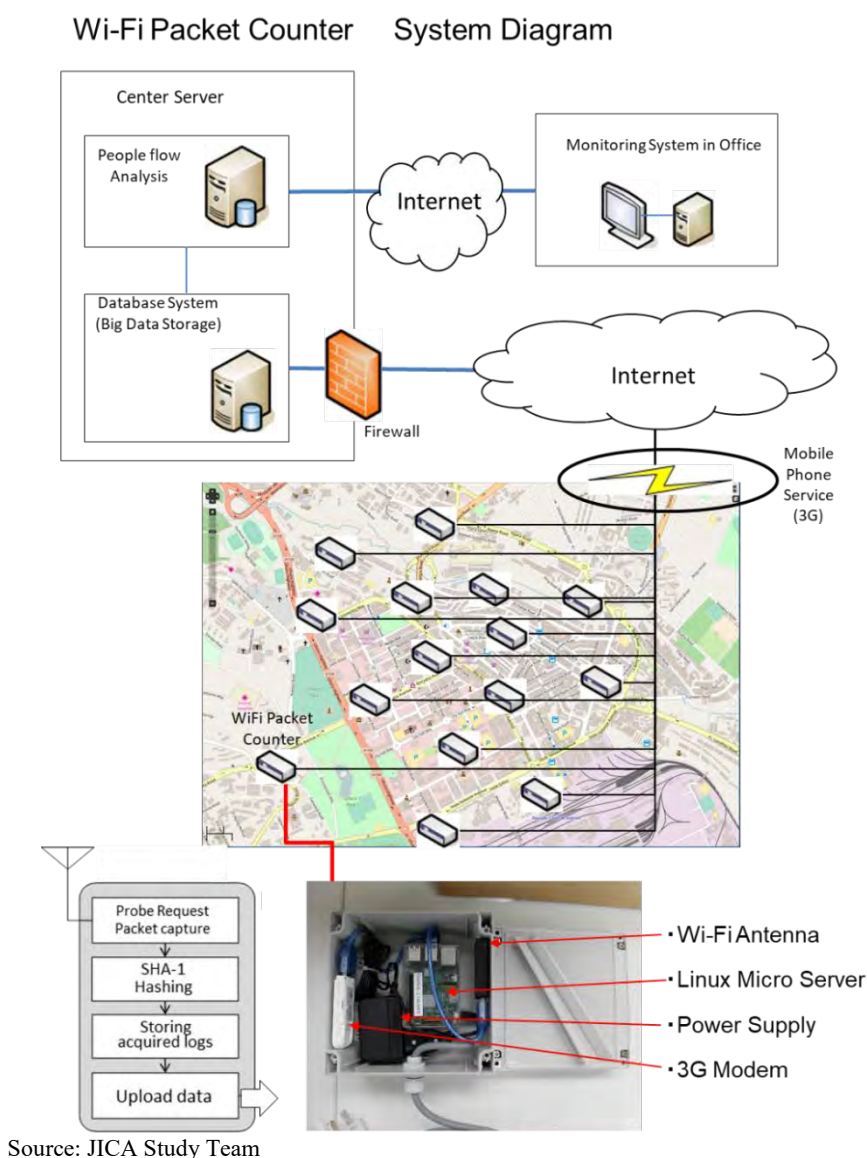 Wi-Fi Packet Counter System Diagram
Center Server
People flow
Analysis
Internet
Monitoring System in Office
Database System
(Big Data Storage)
Firewall
Internet
Mobile
Phone
Service
(3G)
WiFi Packet
Counter
Probe Request
Packet capture
SHA-1
Hashing
Storing
acquired logs
Upload data
・Wi-Fi Antenna
・Linux Micro Server
・Power Supply
・3G Modem
Source: JICA Study Team